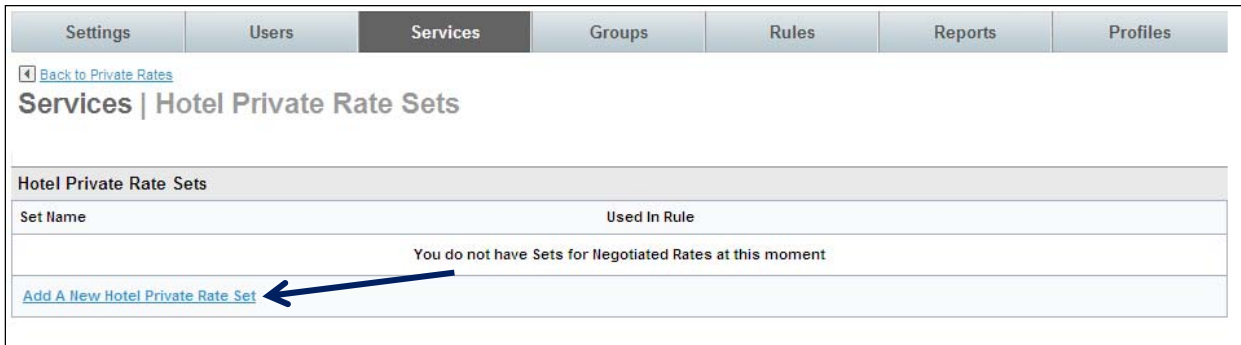 Settings Users Services Groups Rules Reports Profiles
Back to Private Rates
Services | Hotel Private Rate Sets
Hotel Private Rate Sets
Set Name Used In Rule
You do not have Sets for Negotiated Rates at this moment
Add A New Hotel Private Rate Set